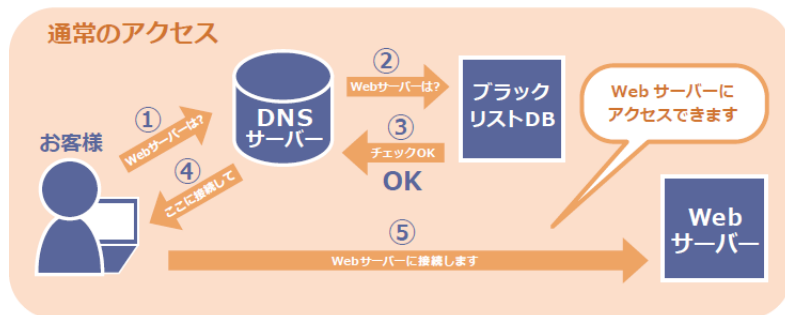 通常のアクセス
お客様
①
Webサーバーは?
DNS
サーバー
②
Webサーバーは?
ブラック
リストDB
③
チェックOK
OK
④
ここに接続して
Web サーバーに
アクセスできます
⑤
Webサーバーに接続します
Web
サーバー